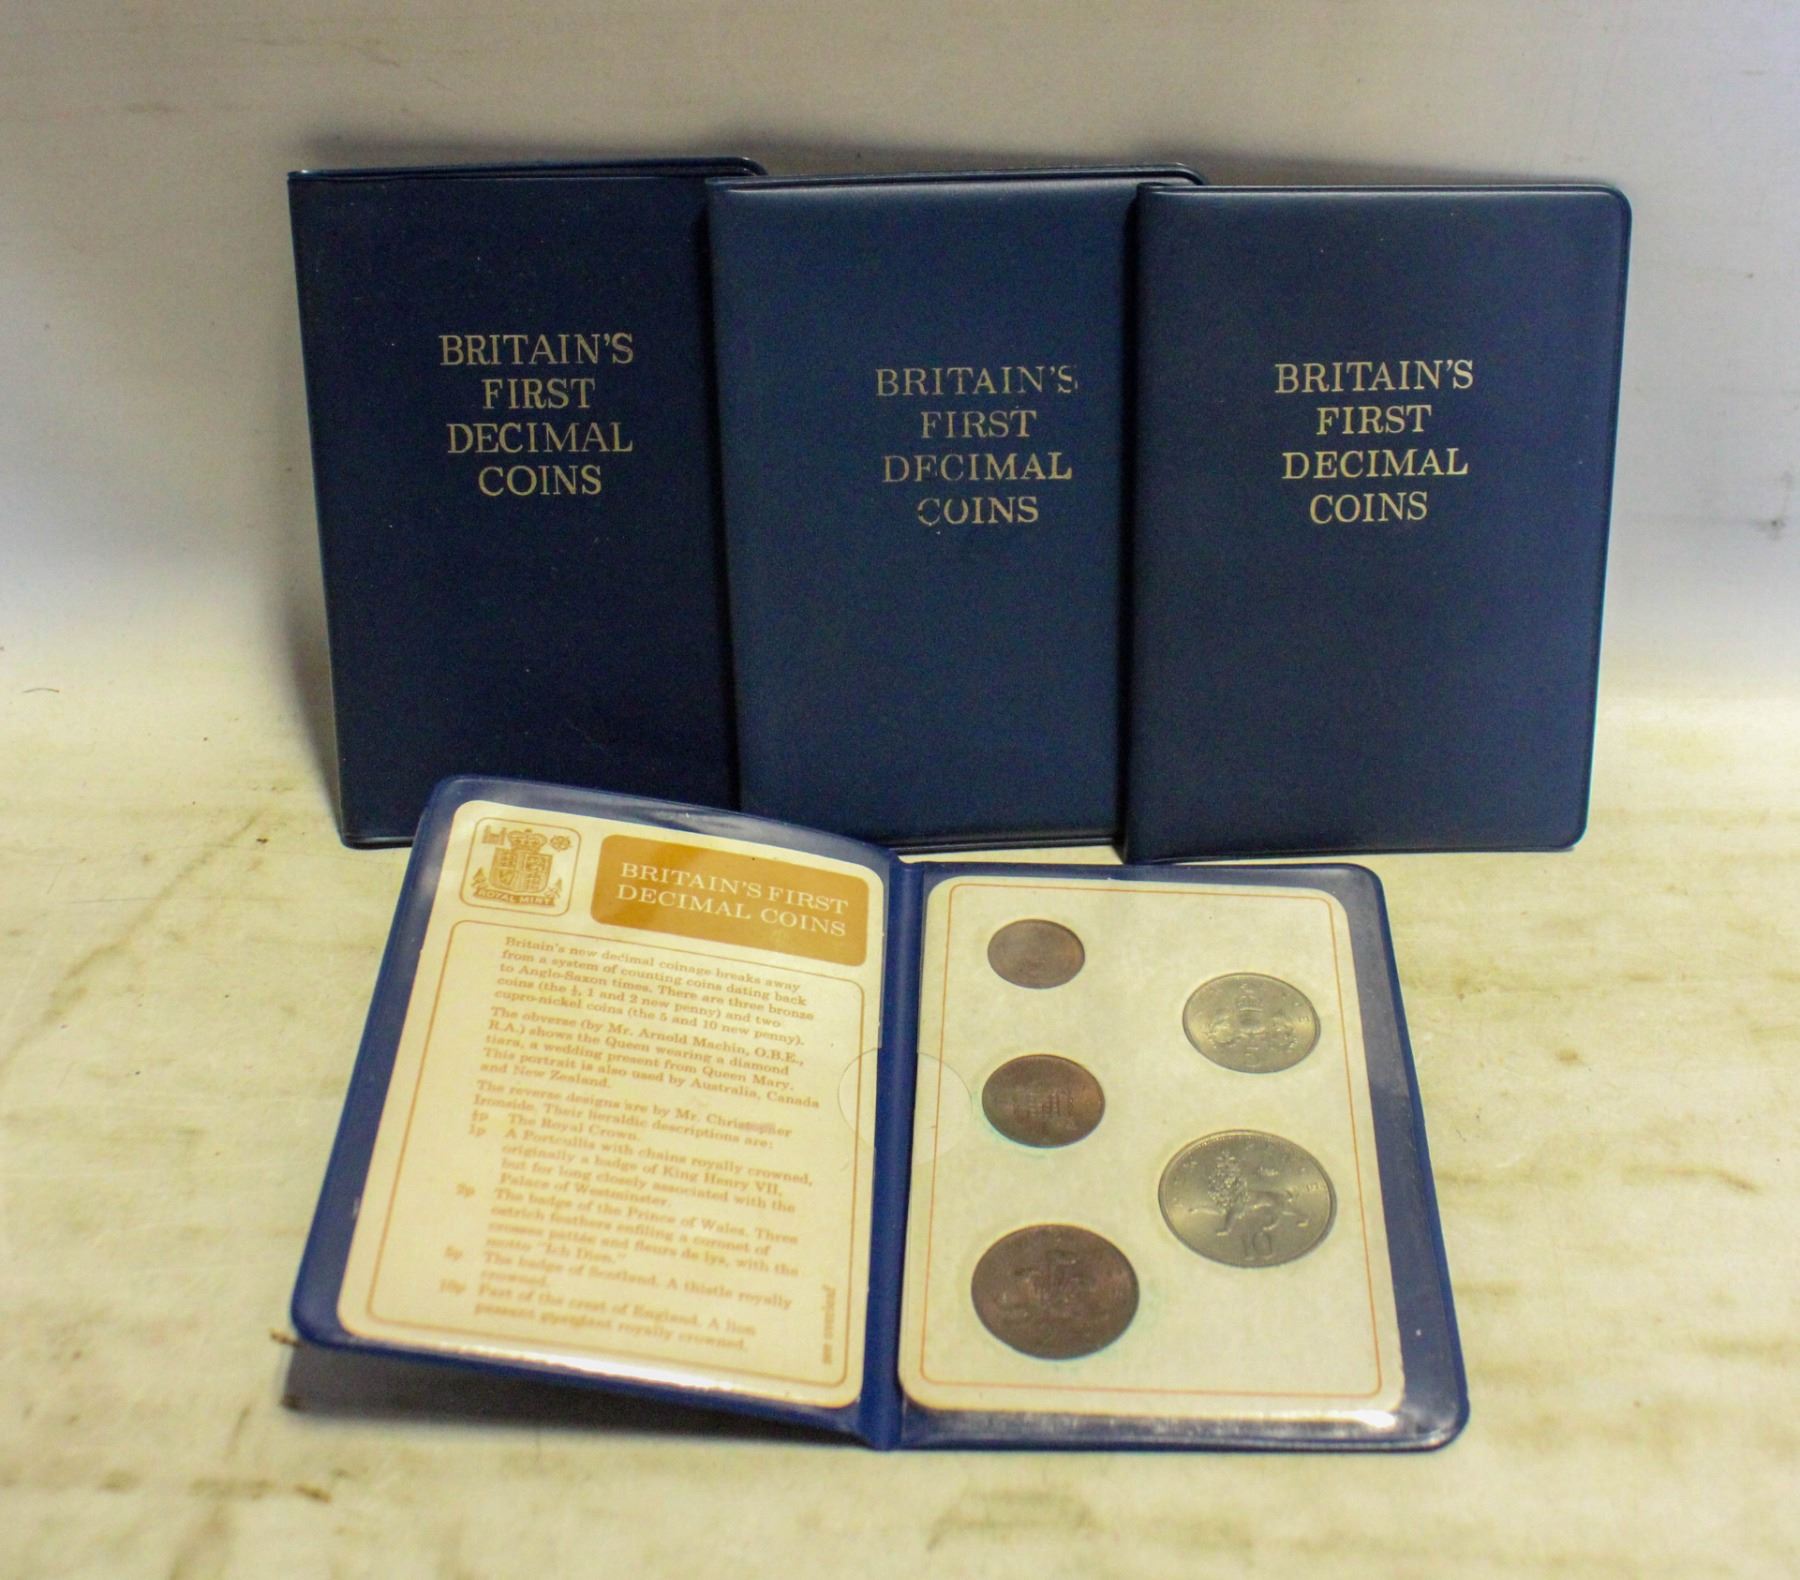 BRITAIN'S
FIRST
DECIMAL
COINS
BRITAIN'S
FIRST
DECIMAL
COINS
BRITAIN'S
FIRST
DECIMAL
COINS
ROYAL MINT
BRITAIN'S FIRST
DECIMAL COINS
Britain's new decimal coinage breaks away
from a system of counting coins dating back
to Anglo-Saxon times. There are three bronze
coins (the ½, 1 and 2 new penny) and two
cupro-nickel coins (the 5 and 10 new penny).
The obverse (by Mr. Arnold Machin, O.B.E.,
R.A.) shows the Queen wearing a diamond
tiara, a wedding present from Queen Mary.
This portrait is also used by Australia, Canada
and New Zealand.
The reverse designs are by Mr. Christopher
Ironside. Their heraldic descriptions are:
½p The Royal Crown.
1p A Portcullis with chains royally crowned,
originally a badge of King Henry VII,
but for long closely associated with the
Palace of Westminster.
2p The badge of the Prince of Wales. Three
ostrich feathers enfiling a coronet of
crosses pattée and fleurs de lys, with the
motto "Ich Dien."
5p The badge of Scotland. A thistle royally
crowned.
10p Part of the crest of England. A lion
passant guardant royally crowned.
see overleaf
5
10